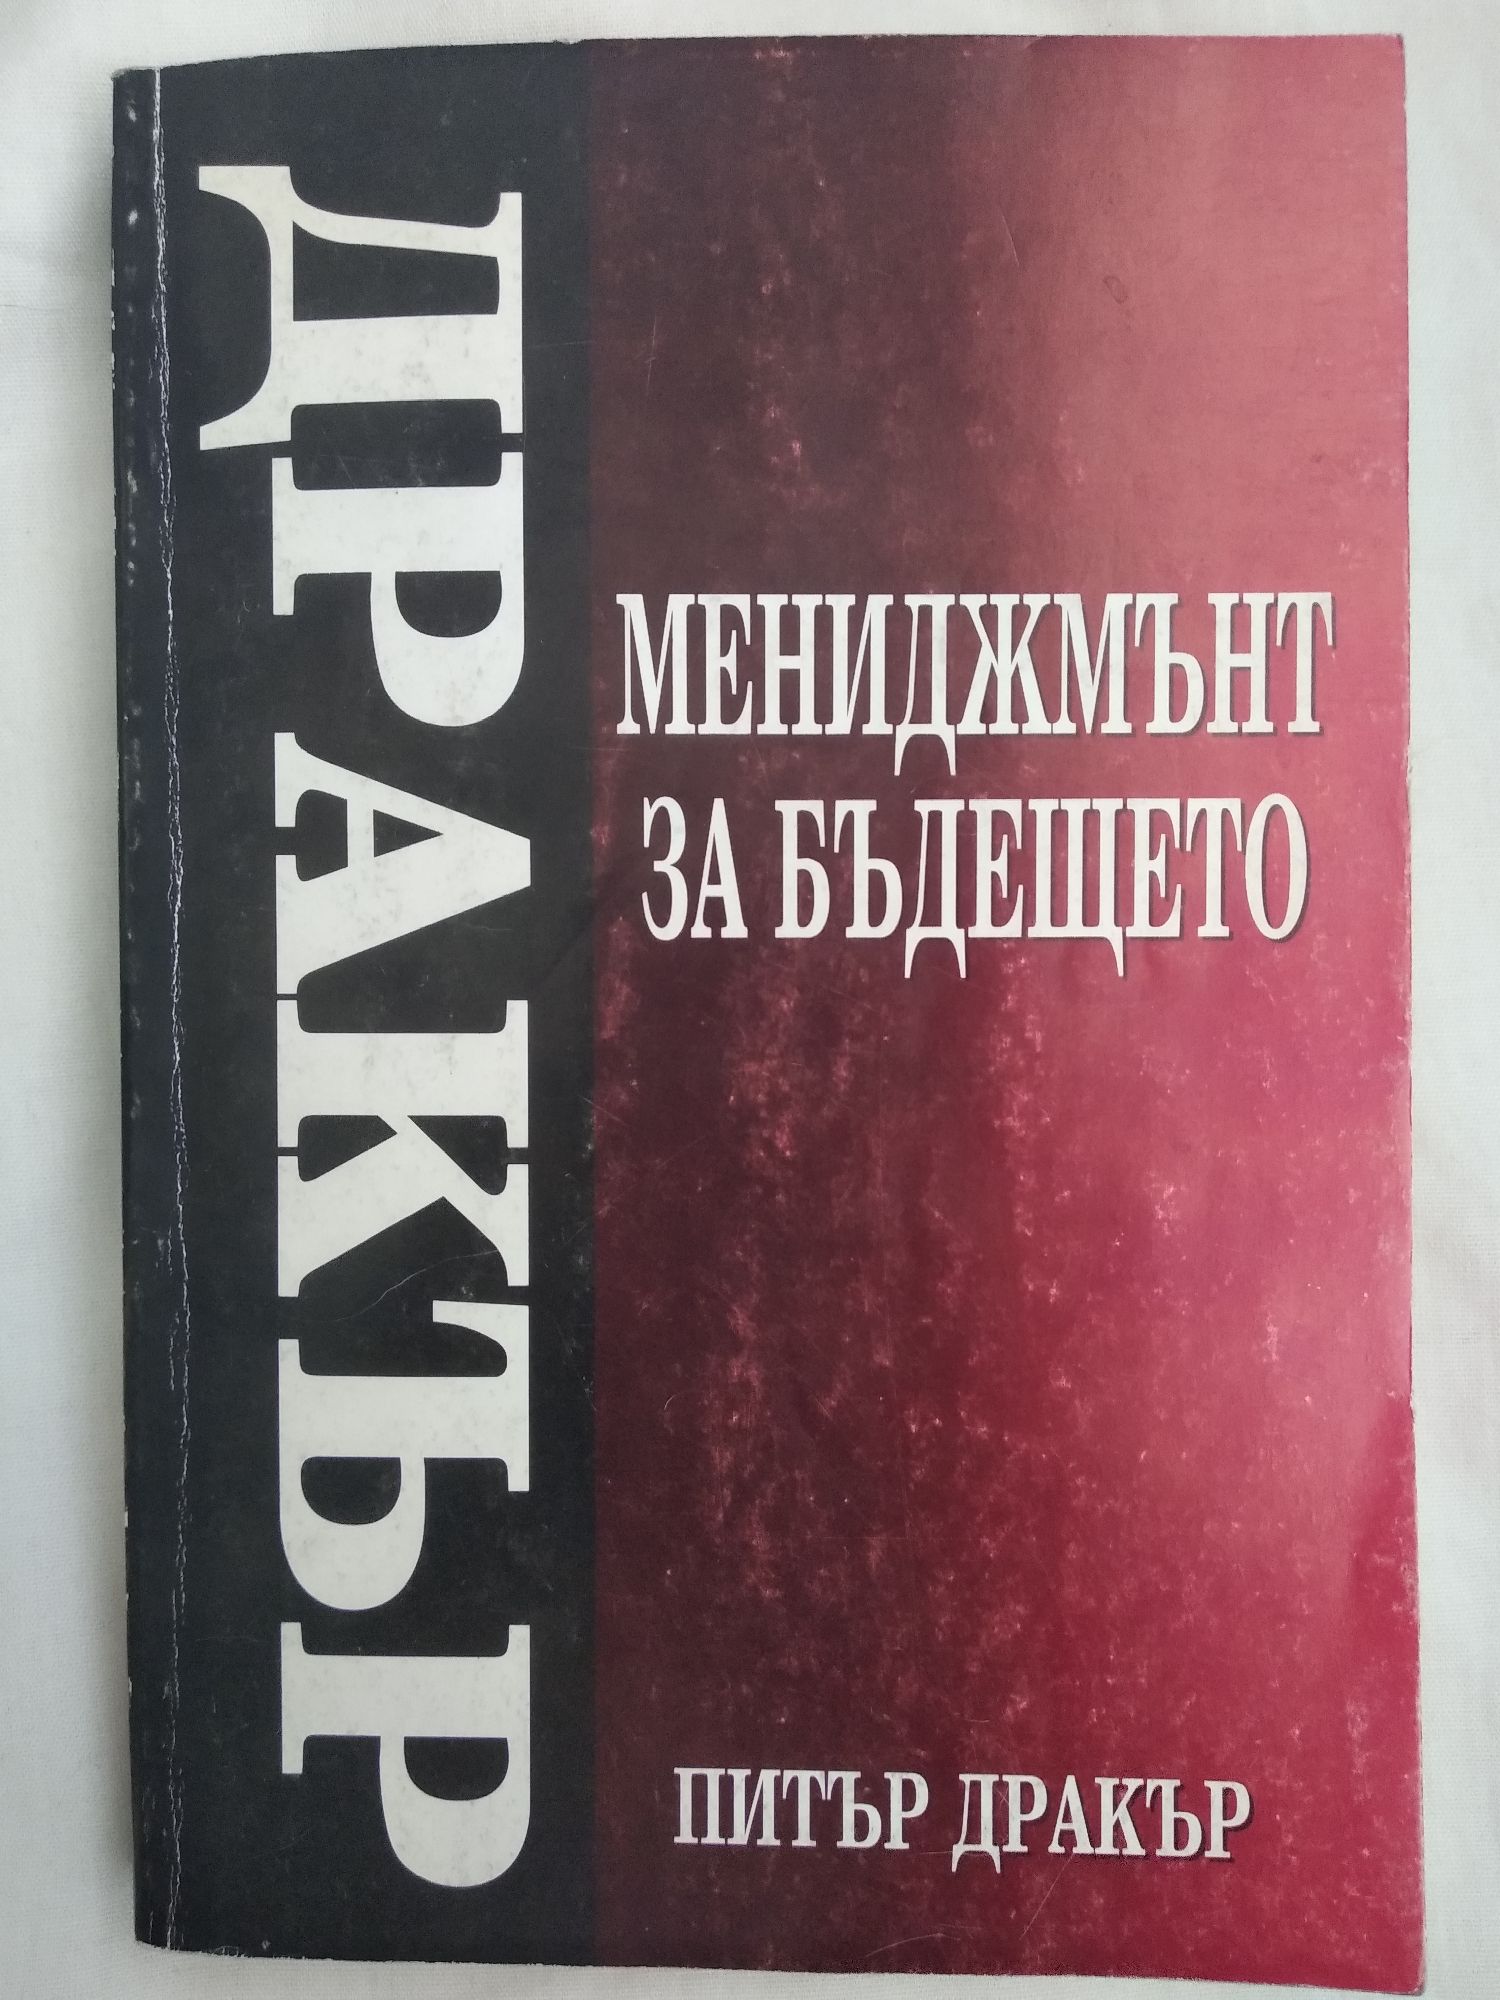 ДРАКЪР
МЕНИДЖМЪНТ
ЗА БЪДЕЩЕТО
ПИТЪР ДРАКЪР